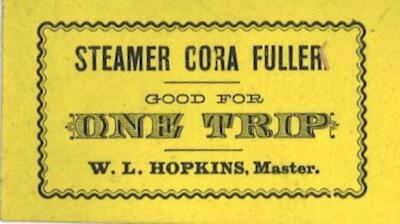 STEAMER CORA FULLER
GOOD FOR
ONE TRIP
W. L. HOPKINS, Master.